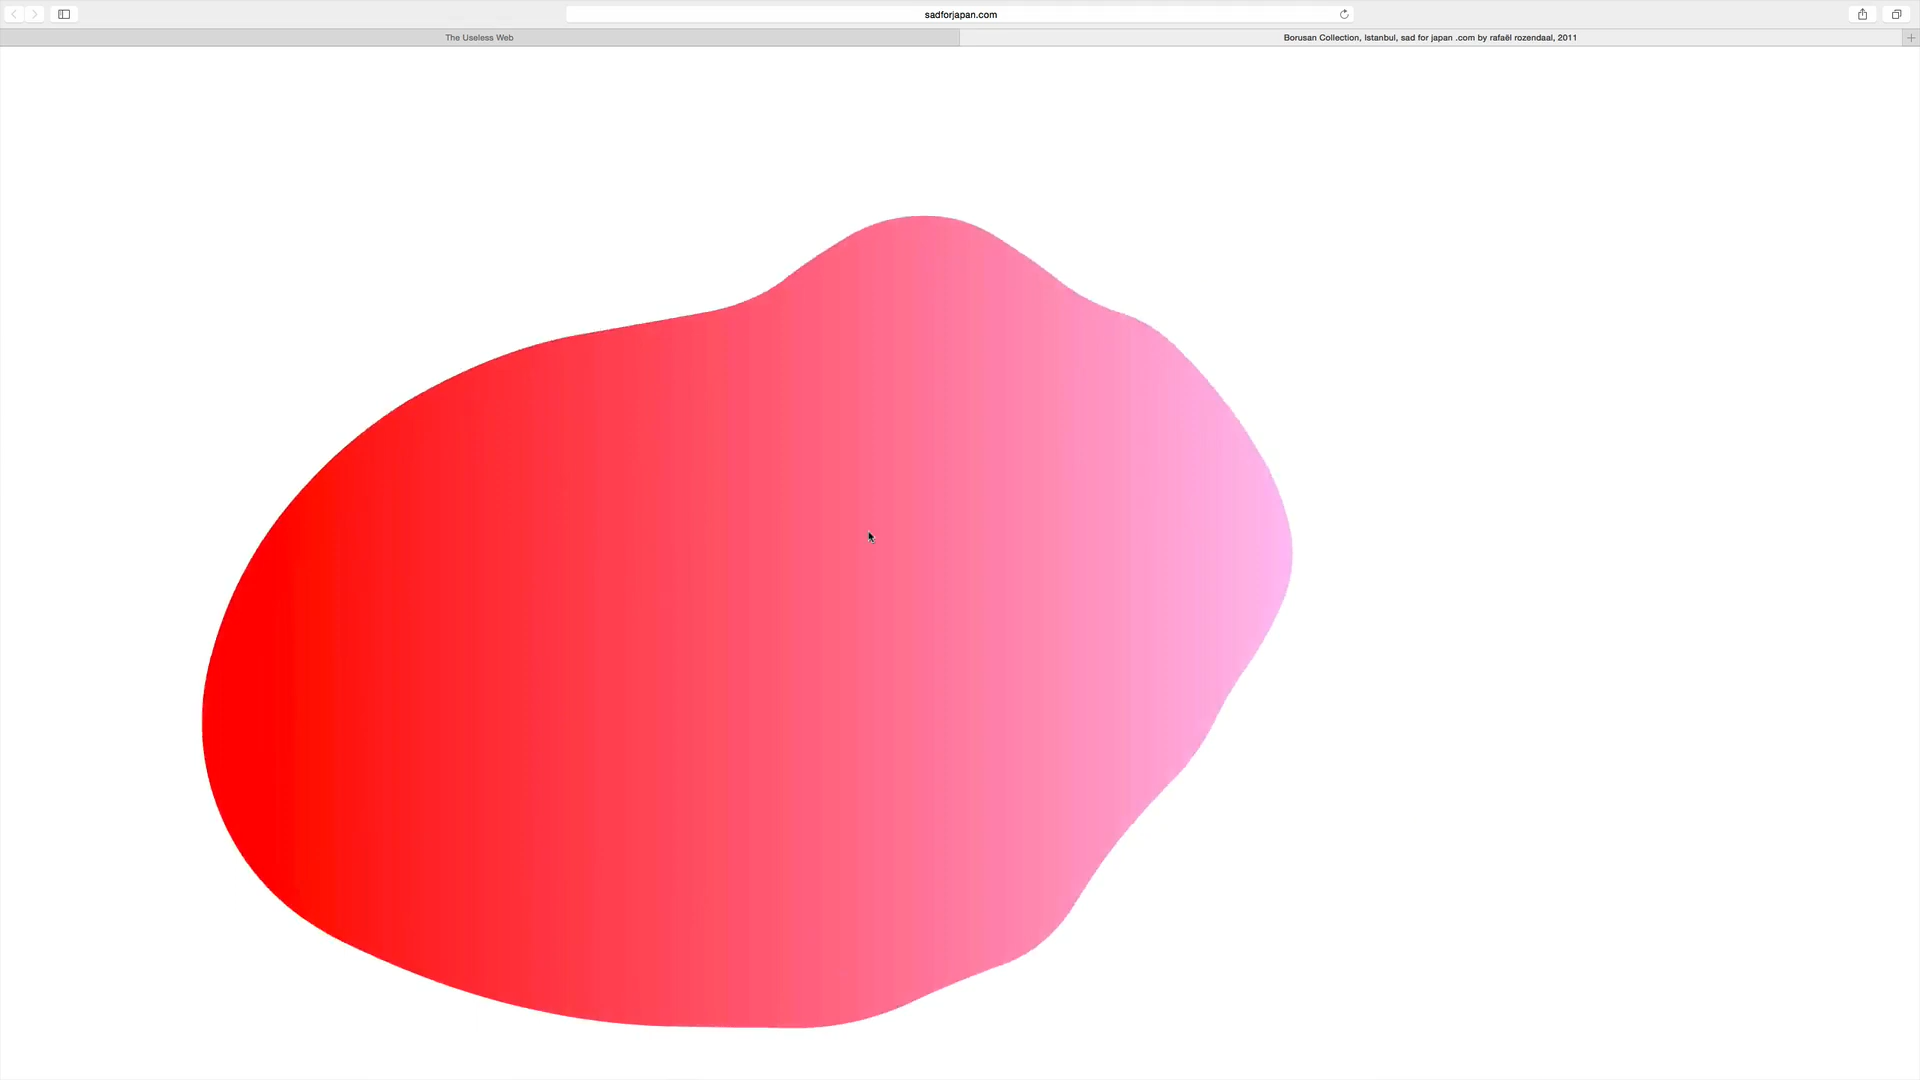 sadforjapan.com
The Useless Web
Borusan Collection, Istanbul, sad for japan .com by rafaël rozendaal, 2011